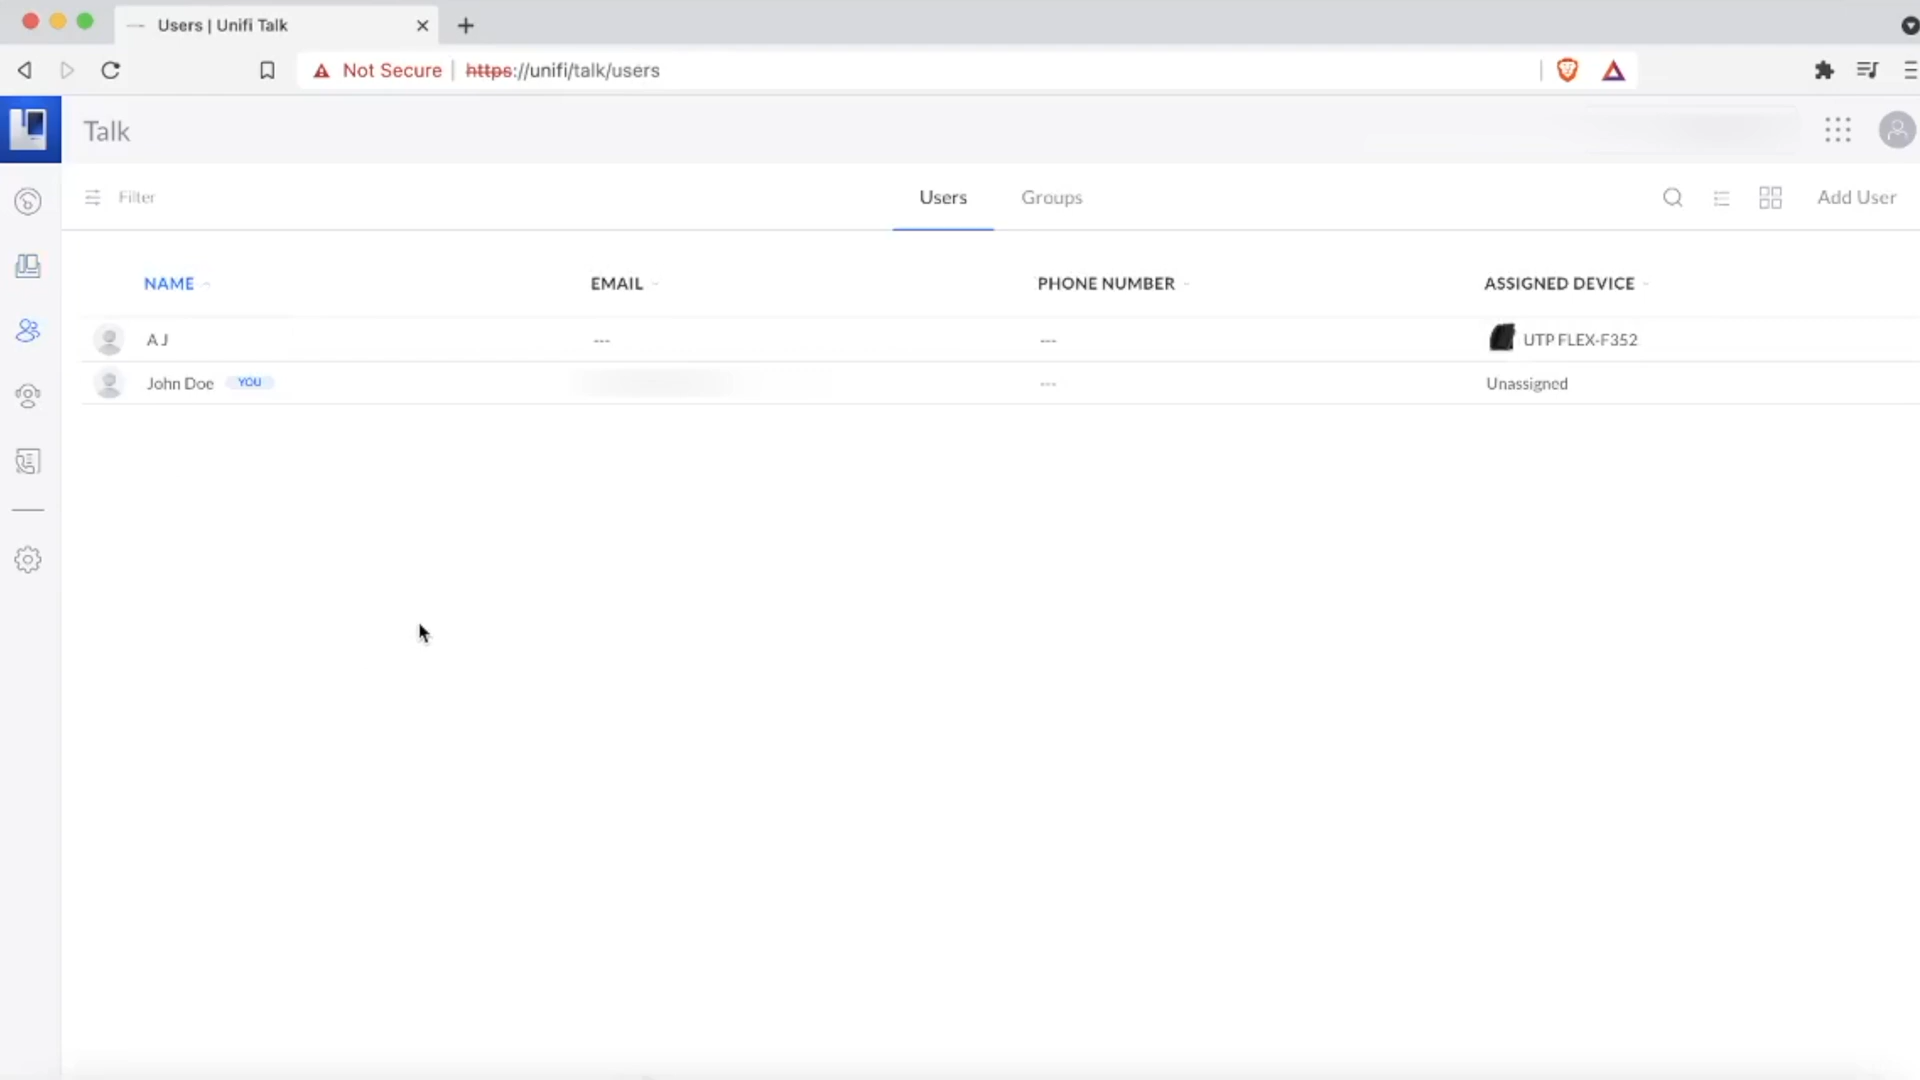 Users | Unifi Talk
Not Secure | https://unifi/talk/users
Talk
Filter
Users
Groups
Add User
NAME
EMAIL
PHONE NUMBER
ASSIGNED DEVICE
A J
---
---
UTP FLEX-F352
John Doe YOU
---
Unassigned